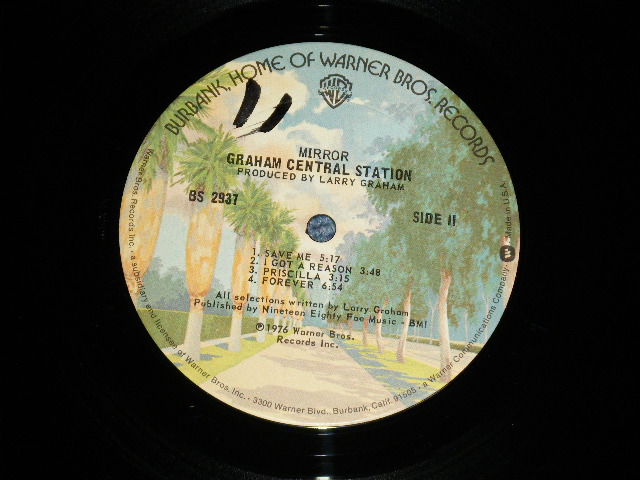 BURBANK, HOME OF WARNER BROS. RECORDS
MIRROR
GRAHAM CENTRAL STATION
PRODUCED BY LARRY GRAHAM
BS 2937
SIDE II
1. SAVE ME 5:17
2. I GOT A REASON 3:48
3. PRISCILLA 3:15
4. FOREVER 6:54
All selections written by Larry Graham
Published by Nineteen Eighty Foe Music - BMI
℗1976 Warner Bros.
Records Inc.
Warner Bros. Records Inc. · a subsidiary and licensee of Warner Bros. Inc. · 3300 Warner Blvd., Burbank, Calif. 91505 · a Warner Communications Company · Made in U.S.A.